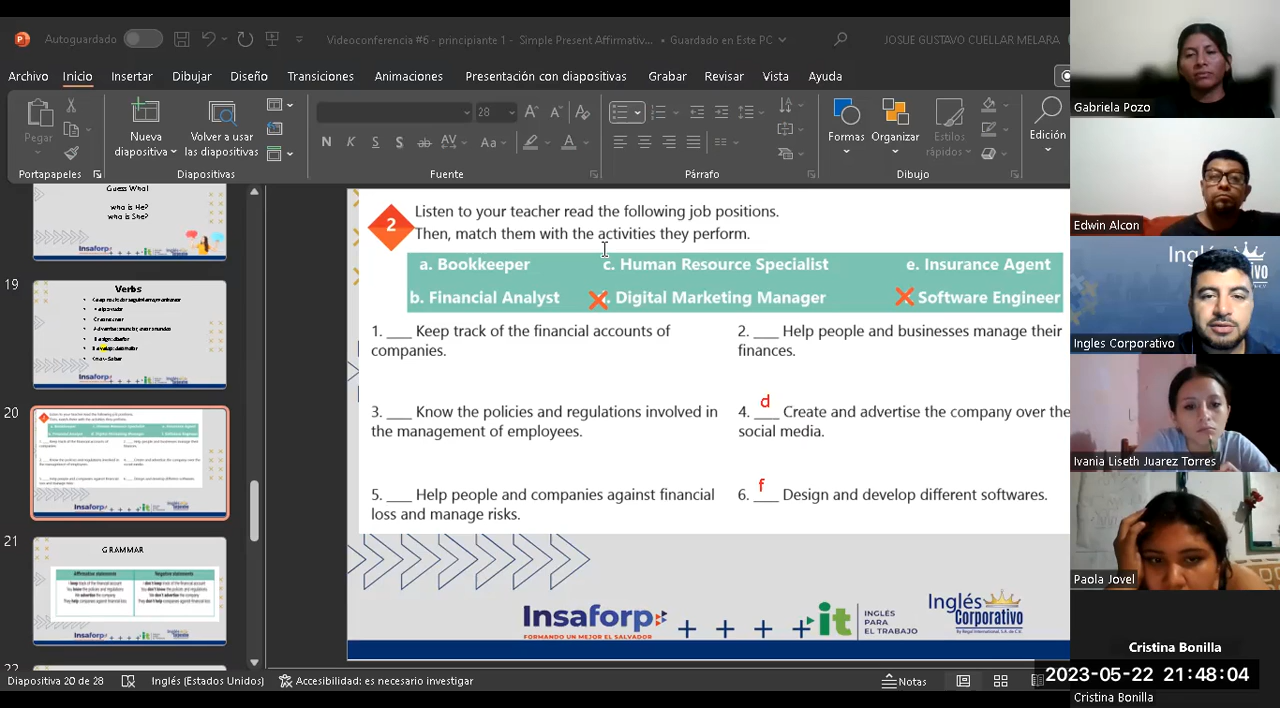 Autoguardado
Videoconferencia #6 - principiante 1 - Simple Present Affirmativ... • Guardado en Este PC
JOSUE GUSTAVO CUELLAR MELARA
Archivo Inicio Insertar Dibujar Diseño Transiciones Animaciones Presentación con diapositivas Grabar Revisar Vista Ayuda
Pegar
Nueva diapositiva
Volver a usar las diapositivas
28
Formas
Organizar
Estilos rápidos
Edición
Portapapeles
Diapositivas
Fuente
Párrafo
Dibujo
Guess Who!
who is He?
who is She?
19
Verbs
20
21
GRAMMAR
Affirmative statements Negative statements
22
2
Listen to your teacher read the following job positions.
Then, match them with the activities they perform.
a. Bookkeeper c. Human Resource Specialist e. Insurance Agent
b. Financial Analyst Digital Marketing Manager Software Engineer
1. ___ Keep track of the financial accounts of
companies.
2. ___ Help people and businesses manage their
finances.
3. ___ Know the policies and regulations involved in
the management of employees.
d
4. ___ Create and advertise the company over the
social media.
5. ___ Help people and companies against financial
loss and manage risks.
f
6. ___ Design and develop different softwares.
Insaforp
FORMANDO UN MEJOR EL SALVADOR
it
INGLÉS
PARA
EL TRABAJO
Inglés
Corporativo
Diapositiva 20 de 28
Inglés (Estados Unidos)
Accesibilidad: es necesario investigar
Notas
Gabriela Pozo
Edwin Alcon
Ingles Corporativo
Ivania Liseth Juarez Torres
Paola Jovel
Cristina Bonilla
2023-05-22 21:48:04
Cristina Bonilla